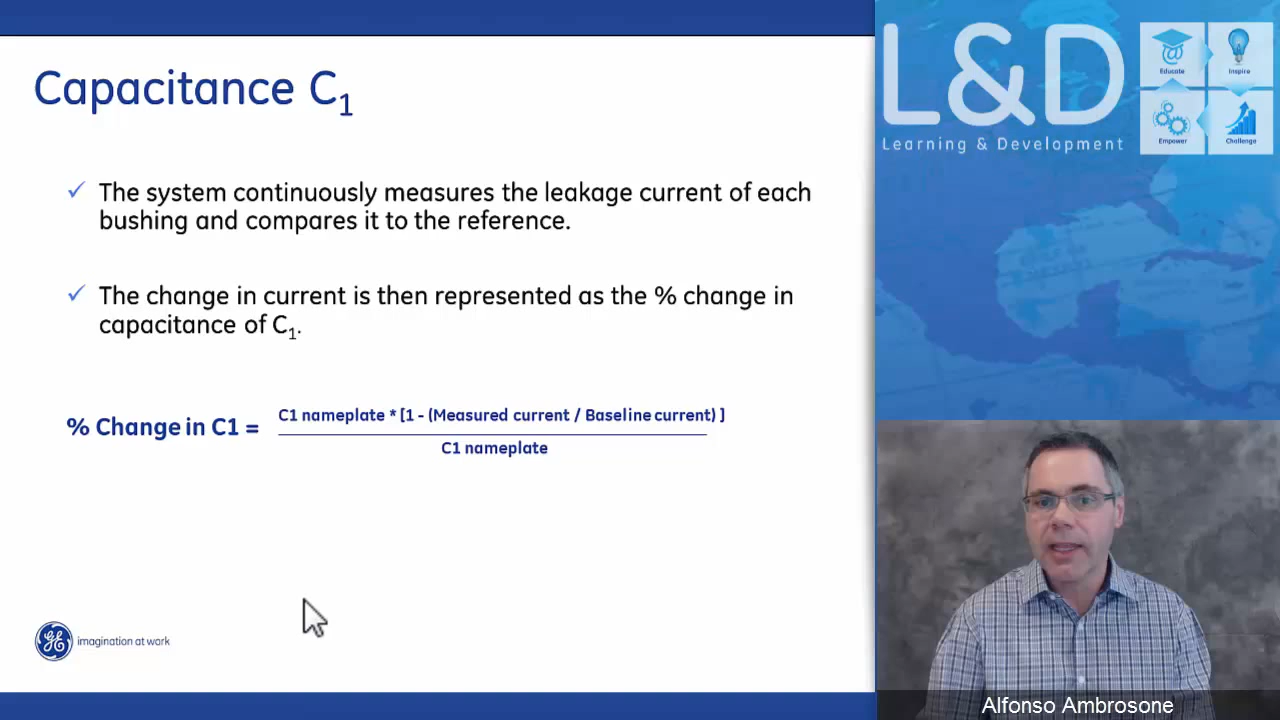 Capacitance C1
✓ The system continuously measures the leakage current of each
bushing and compares it to the reference.
✓ The change in current is then represented as the % change in
capacitance of C1.
% Change in C1 =
C1 nameplate * [1 - (Measured current / Baseline current) ]
C1 nameplate
GE imagination at work
L&D
Learning & Development
Educate
Inspire
Empower
Challenge
Alfonso Ambrosone